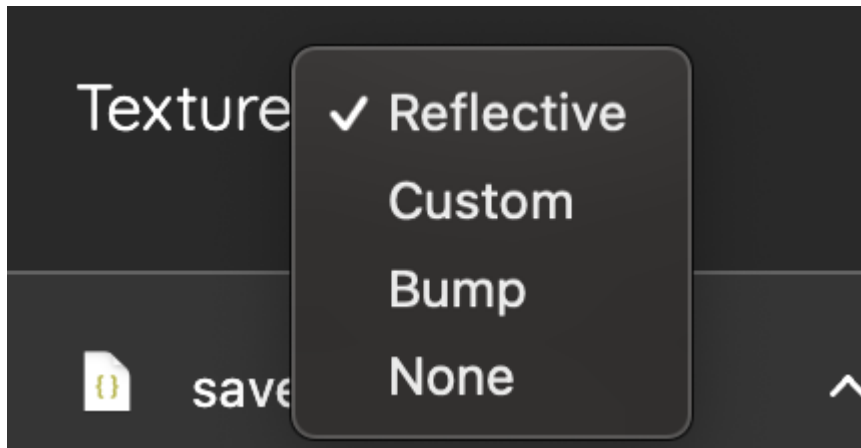 Texture
✓ Reflective
Custom
Bump
None
{}
save